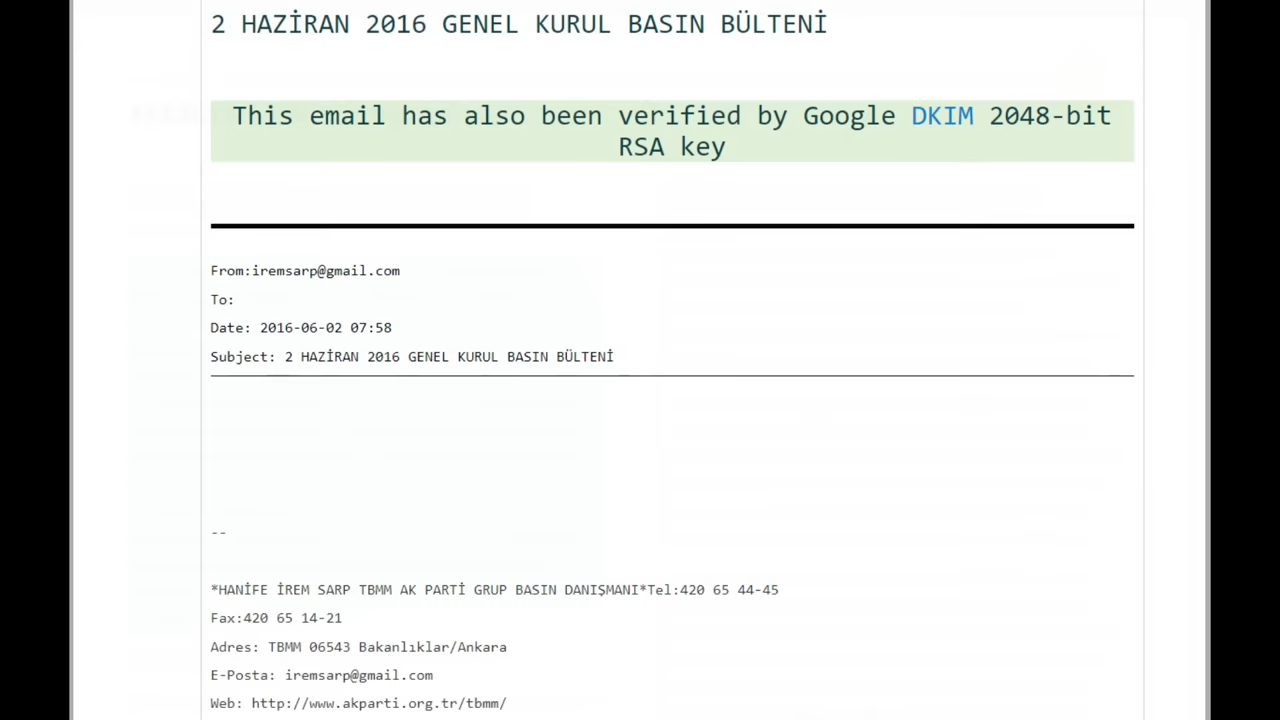 2 HAZİRAN 2016 GENEL KURUL BASIN BÜLTENİ
This email has also been verified by Google DKIM 2048-bit
RSA key
From:iremsarp@gmail.com
To:
Date: 2016-06-02 07:58
Subject: 2 HAZİRAN 2016 GENEL KURUL BASIN BÜLTENİ
--
*HANİFE İREM SARP TBMM AK PARTİ GRUP BASIN DANIŞMANI*Tel:420 65 44-45
Fax:420 65 14-21
Adres: TBMM 06543 Bakanlıklar/Ankara
E-Posta: iremsarp@gmail.com
Web: http://www.akparti.org.tr/tbmm/